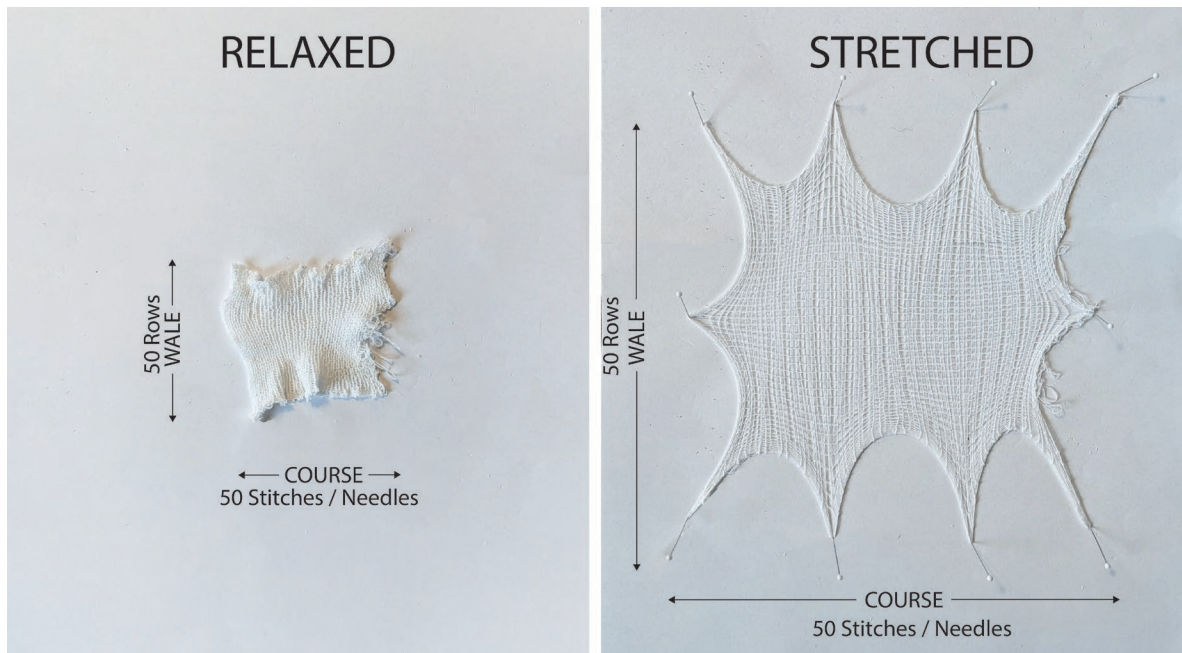 RELAXED
50 Rows
WALE
COURSE
50 Stitches / Needles
STRETCHED
50 Rows
WALE
COURSE
50 Stitches / Needles